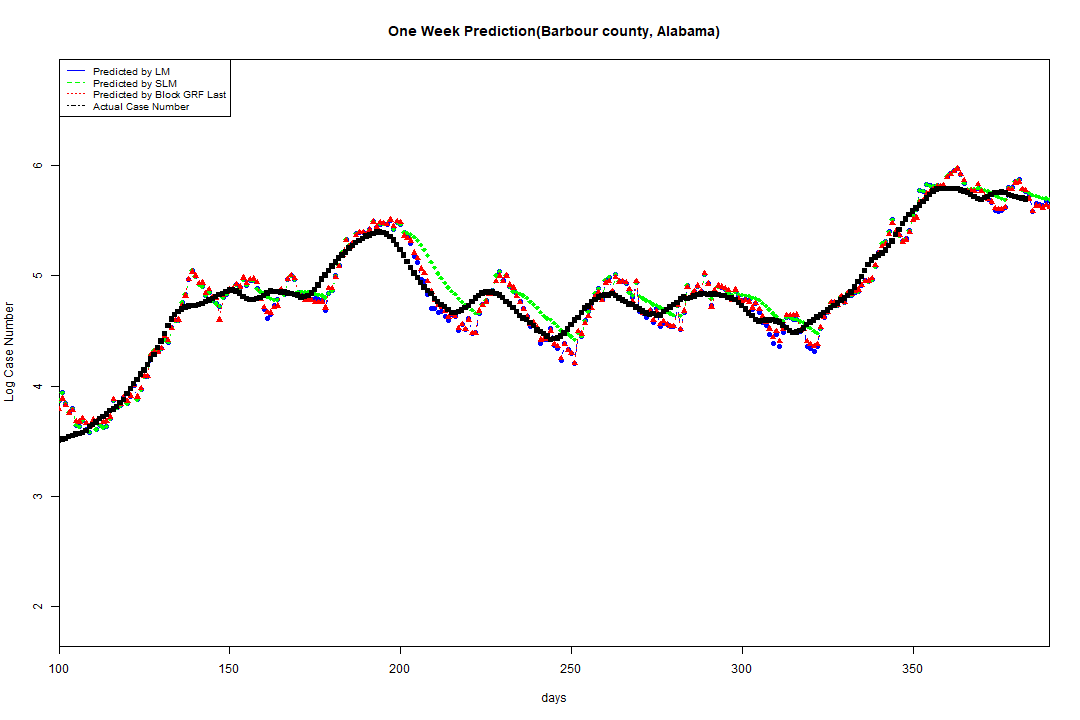 One Week Prediction(Barbour county, Alabama)
Predicted by LM
Predicted by SLM
Predicted by Block GRF Last
Actual Case Number
6
5
4
3
2
Log Case Number
100 150 200 250 300 350
days